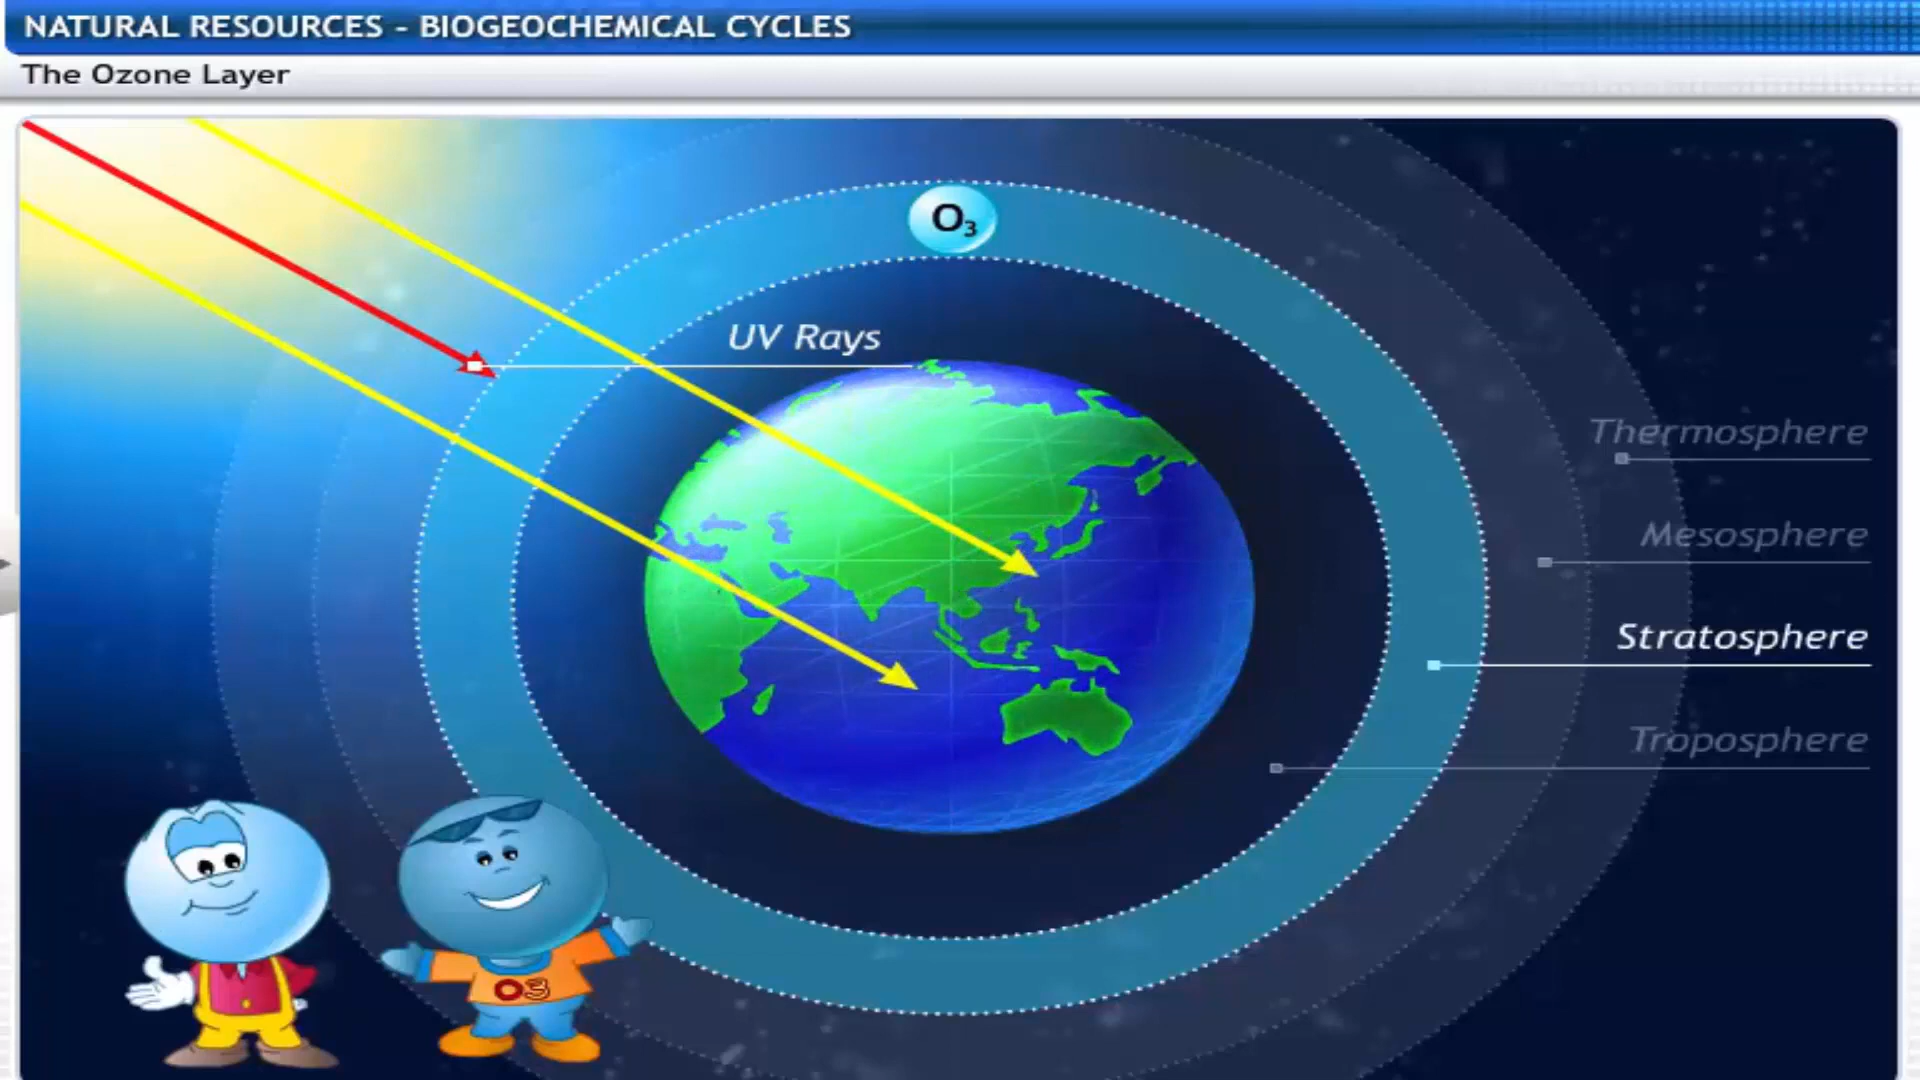 NATURAL RESOURCES - BIOGEOCHEMICAL CYCLES
The Ozone Layer
O₃
UV Rays
Thermosphere
Mesosphere
Stratosphere
Troposphere
O3